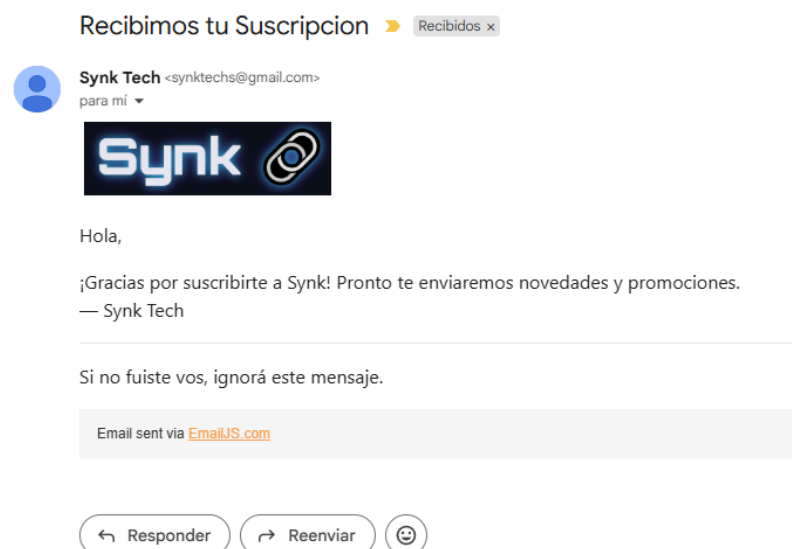 Recibimos tu Suscripcion Recibidos x
Synk Tech <synktechs@gmail.com>
para mí
Synk
Hola,
¡Gracias por suscribirte a Synk! Pronto te enviaremos novedades y promociones.
— Synk Tech
Si no fuiste vos, ignorá este mensaje.
Email sent via EmailJS.com
Responder Reenviar